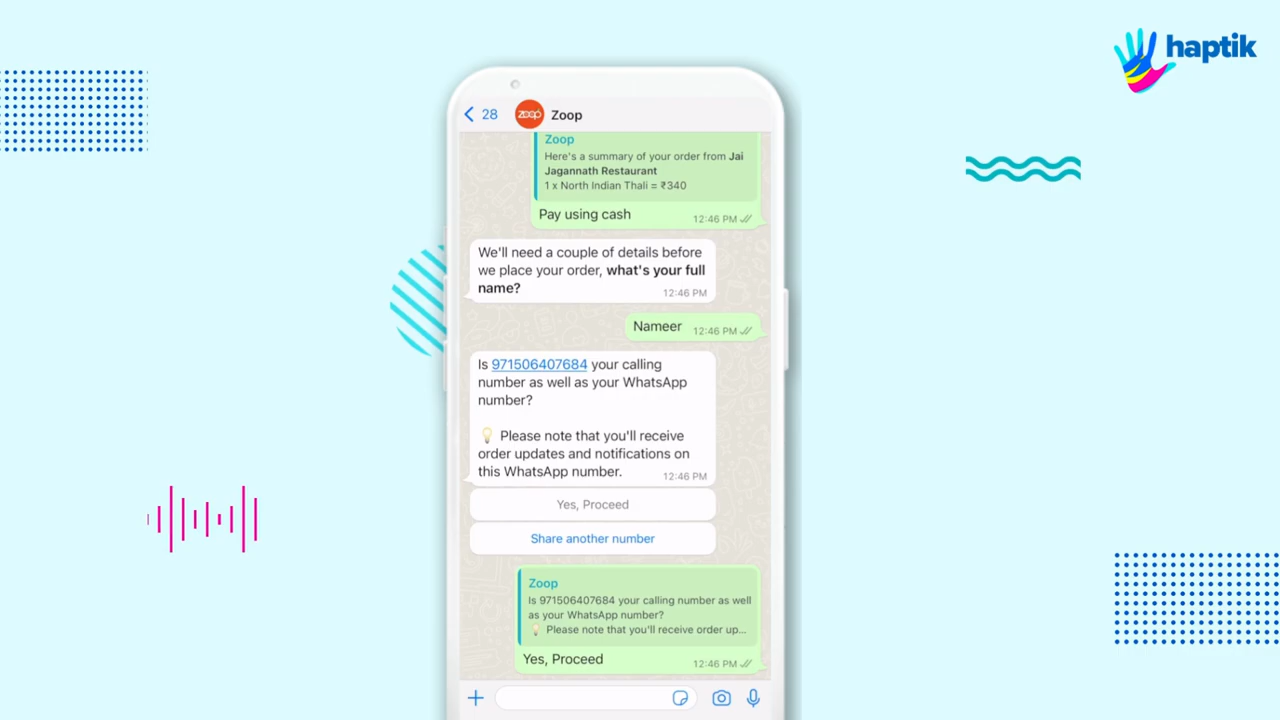 haptik
28
zoop
Zoop
Zoop
Here's a summary of your order from Jai
Jagannath Restaurant
1 x North Indian Thali = ₹340
Pay using cash
12:46 PM
We'll need a couple of details before
we place your order, what's your full
name?
12:46 PM
Nameer
12:46 PM
Is 971506407684 your calling
number as well as your WhatsApp
number?
💡 Please note that you'll receive
order updates and notifications on
this WhatsApp number.
12:46 PM
Yes, Proceed
Share another number
Zoop
Is 971506407684 your calling number as well
as your WhatsApp number?
💡 Please note that you'll receive order up...
Yes, Proceed
12:46 PM